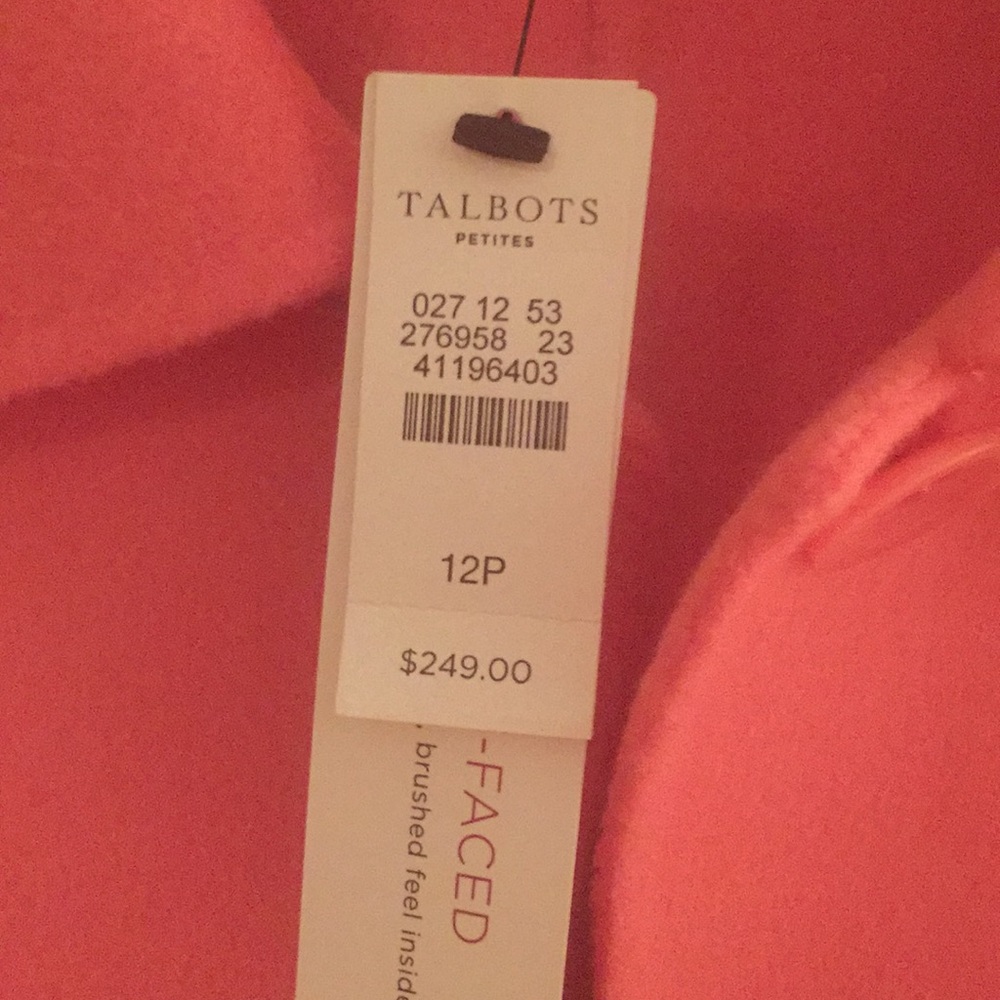 TALBOTS
PETITES
027 12 53
276958 23
41196403
12P
$249.00
-FACED
. brushed feel inside